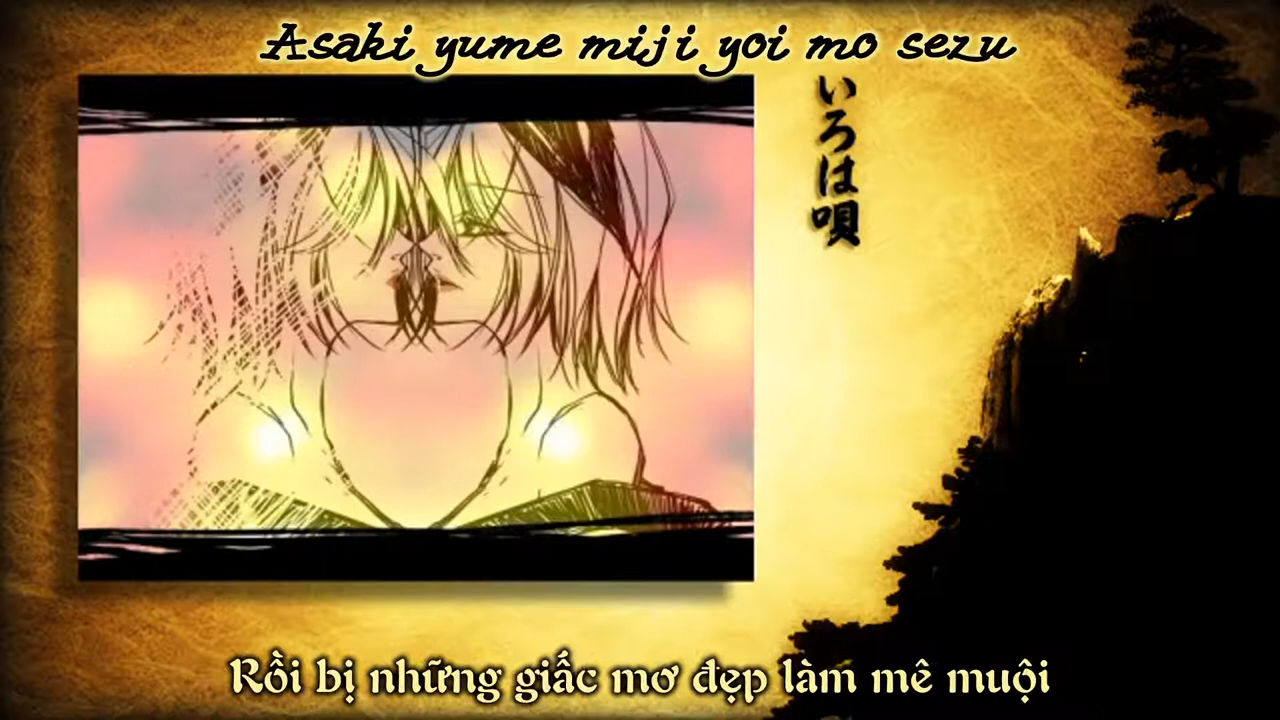 Asaki yume miji yoi mo sezu
いろは唄
Rồi bị những giấc mơ đẹp làm mê muội